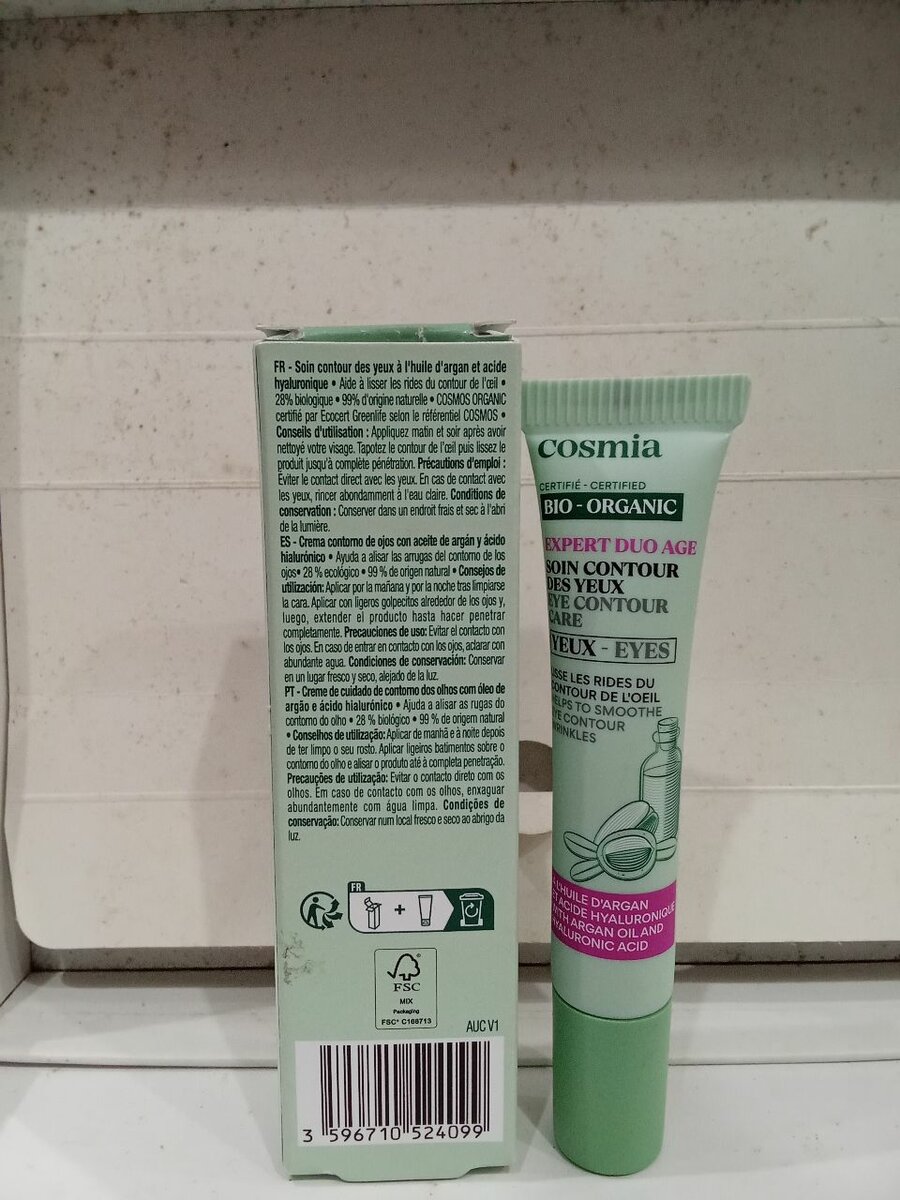 FR - Soin contour des yeux à l'huile d'argan et acide
hyaluronique • Aide à lisser les rides du contour de l'œil •
28% biologique • 99% d'origine naturelle • COSMOS ORGANIC
certifié par Ecocert Greenlife selon le référentiel COSMOS •
Conseils d'utilisation : Appliquez matin et soir après avoir
nettoyé votre visage. Tapotez le contour de l'œil puis lissez le
produit jusqu'à complète pénétration. Précautions d'emploi :
Éviter le contact direct avec les yeux. En cas de contact avec
les yeux, rincer abondamment à l'eau claire. Conditions de
conservation : Conserver dans un endroit frais et sec à l'abri
de la lumière.
ES - Crema contorno de ojos con aceite de argán y ácido
hialurónico • Ayuda a alisar las arrugas del contorno de los
ojos• 28 % ecológico • 99 % de origen natural • Consejos de
utilización: Aplicar por la mañana y por la noche tras limpiarse
la cara. Aplicar con ligeros golpecitos alrededor de los ojos y,
luego, extender el producto hasta hacer penetrar
completamente. Precauciones de uso: Evitar el contacto con
los ojos. En caso de entrar en contacto con los ojos, aclarar con
abundante agua. Condiciones de conservación: Conservar
en un lugar fresco y seco, alejado de la luz.
PT - Creme de cuidado de contorno dos olhos com óleo de
argão e ácido hialurónico • Ajuda a alisar as rugas do
contorno do olho • 28 % biológico • 99 % de origem natural
• Conselhos de utilização: Aplicar de manhã e à noite depois
de ter limpo o seu rosto. Aplicar ligeiros batimentos sobre o
contorno do olho e alisar o produto até à completa penetração.
Precauções de utilização: Evitar o contacto direto com os
olhos. Em caso de contacto com os olhos, enxaguar
abundantemente com água limpa. Condições de
conservação: Conservar num local fresco e seco ao abrigo da
luz.
FR
+
FSC
MIX
Packaging
FSC® C168713
AUC V1
3 596710 524099
cosmia
CERTIFIÉ - CERTIFIED
BIO - ORGANIC
EXPERT DUO AGE
SOIN CONTOUR
DES YEUX
EYE CONTOUR
CARE
YEUX - EYES
LISSE LES RIDES DU
CONTOUR DE L'OEIL
HELPS TO SMOOTHE
EYE CONTOUR
WRINKLES
À L'HUILE D'ARGAN
ET ACIDE HYALURONIQUE
WITH ARGAN OIL AND
HYALURONIC ACID